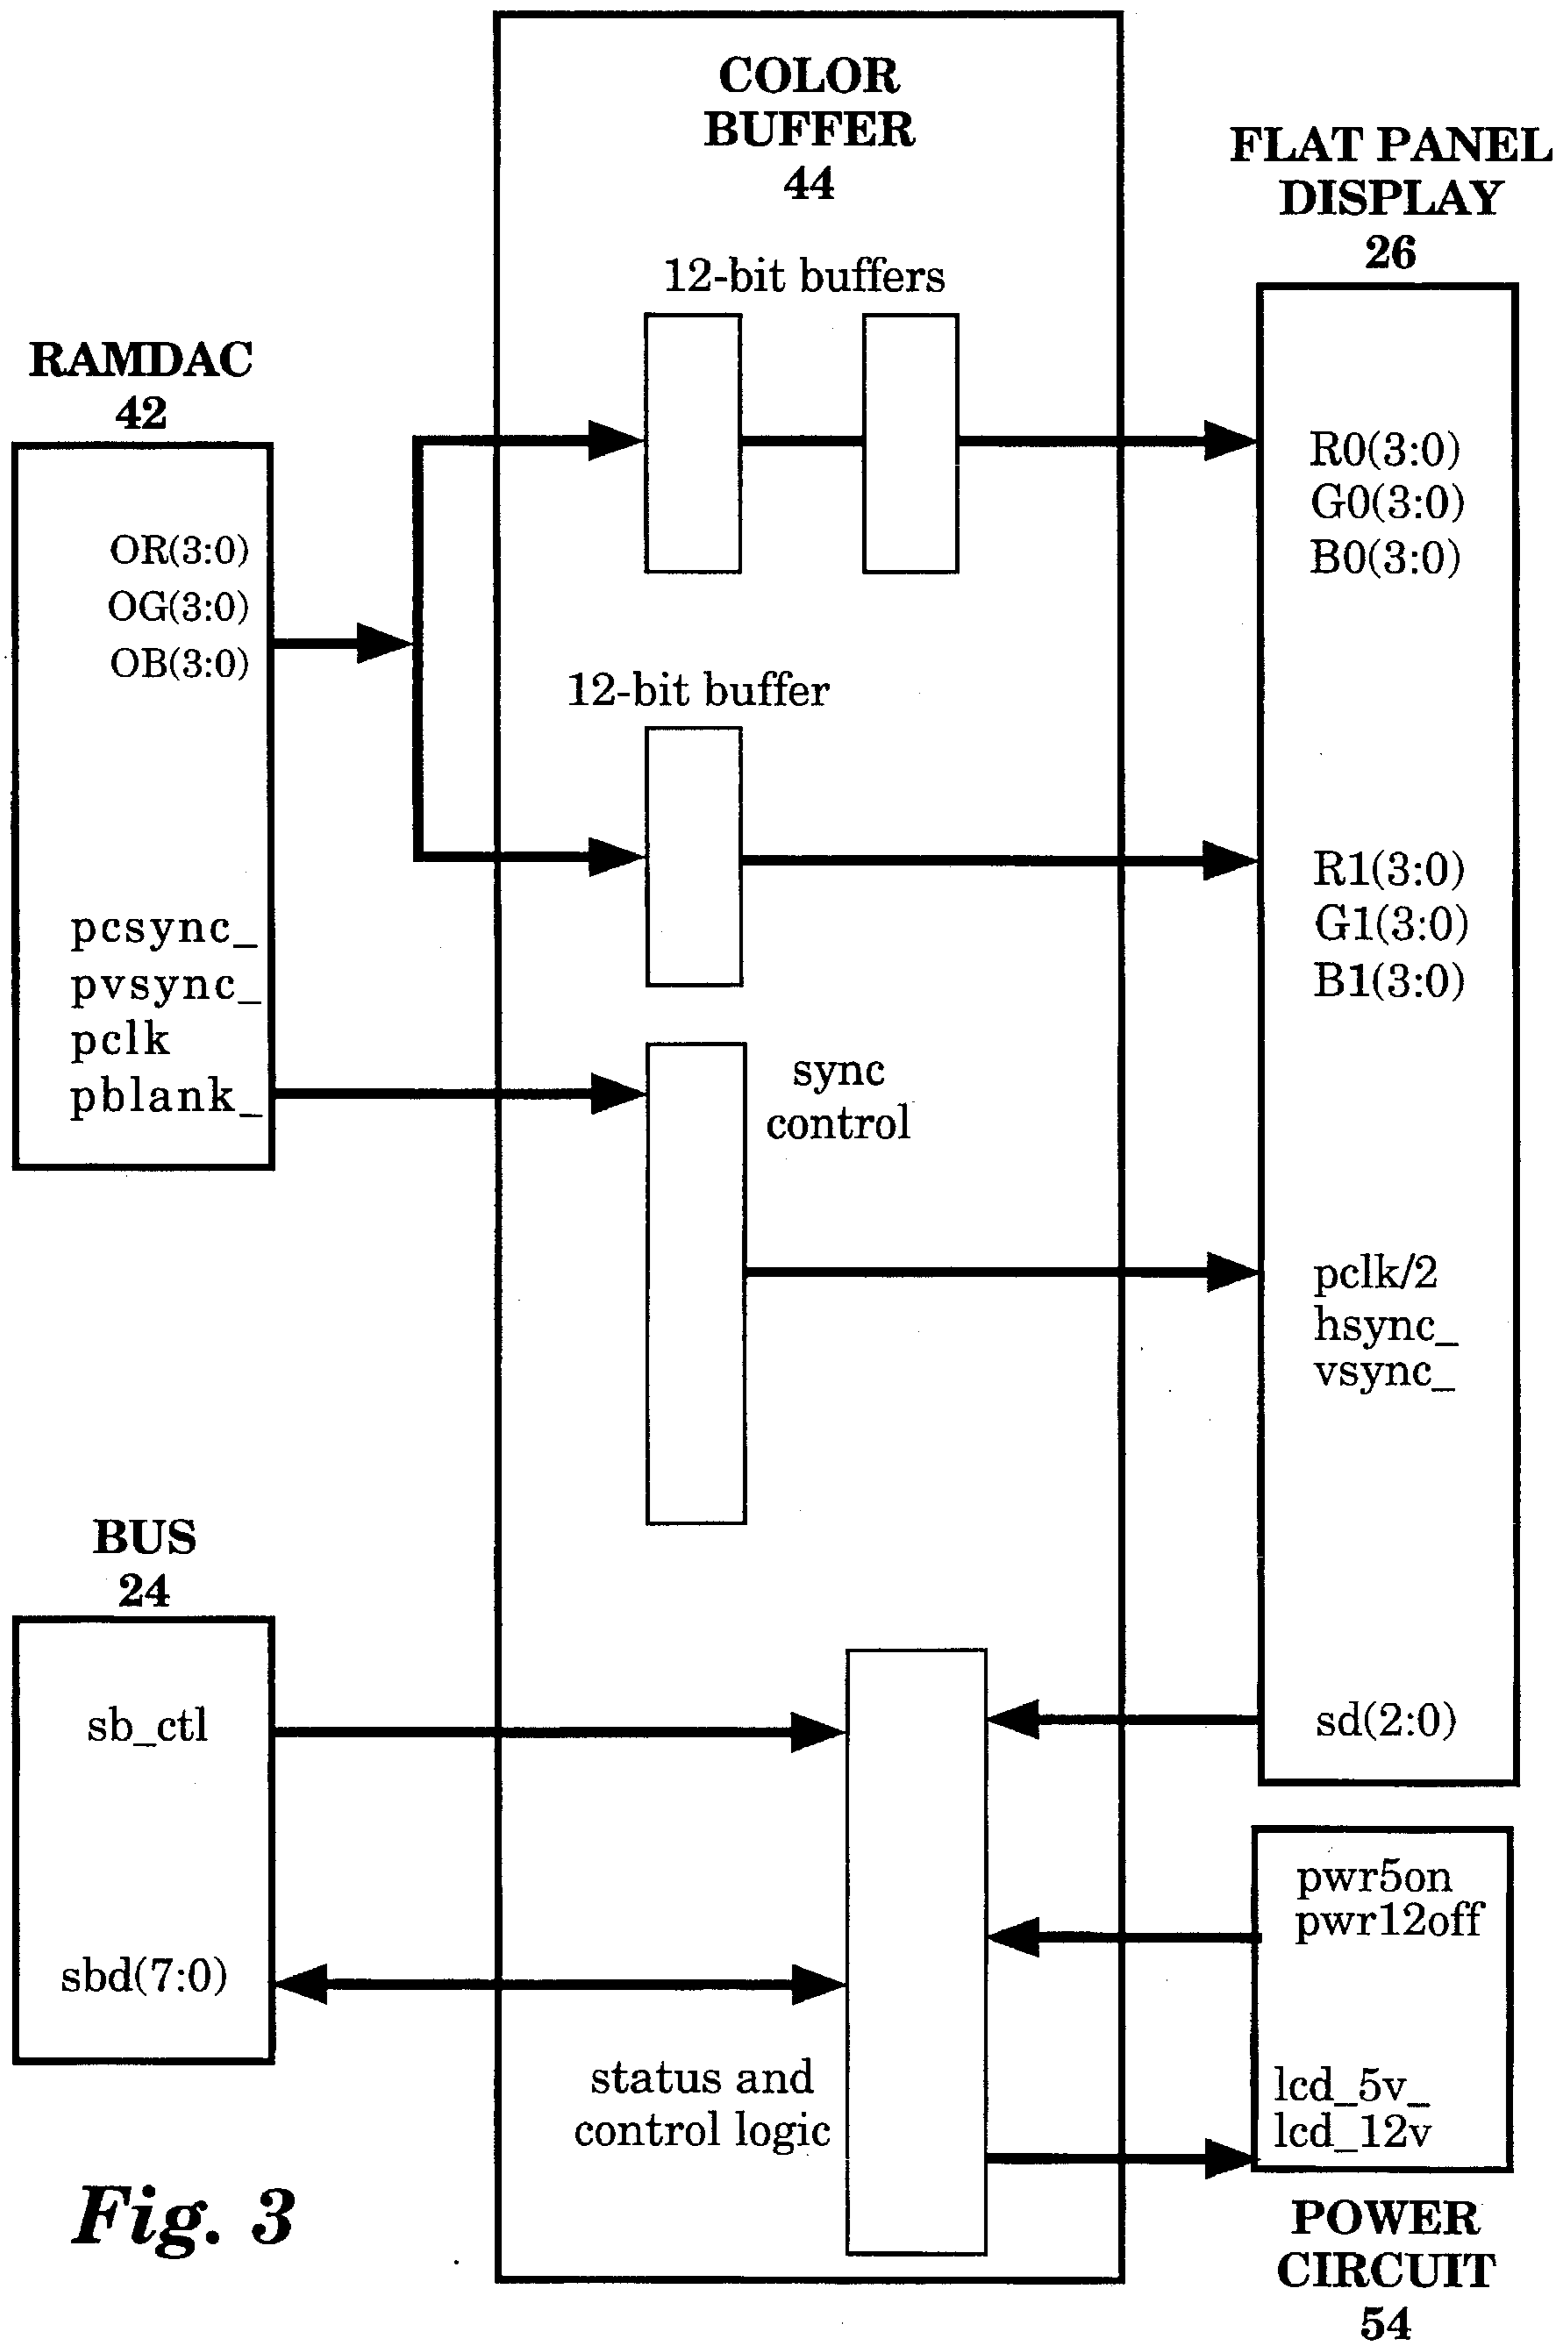 COLOR
BUFFER
44
FLAT PANEL
DISPLAY
26
12-bit buffers
RAMDAC
42
R0(3:0)
G0(3:0)
B0(3:0)
OR(3:0)
OG(3:0)
OB(3:0)
12-bit buffer
R1(3:0)
G1(3:0)
B1(3:0)
pcsync_
pvsync_
pclk
pblank_
sync
control
pclk/2
hsync_
vsync_
BUS
24
sb_ctl
sd(2:0)
pwr5on
pwr12off
sbd(7:0)
status and
control logic
lcd_5v_
lcd_12v
Fig. 3
POWER
CIRCUIT
54